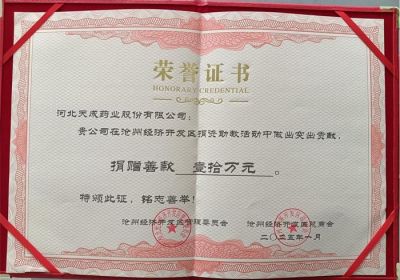 荣誉证书
HONORARY CREDENTIAL
河北天成药业股份有限公司：
贵公司在沧州经济开发区捐资助教活动中做出突出贡献，
捐赠善款 壹拾万元 。
特颁此证，铭志善举！
沧州经济开发区管理委员会 沧州经济开发区总商会
二〇二五年一月